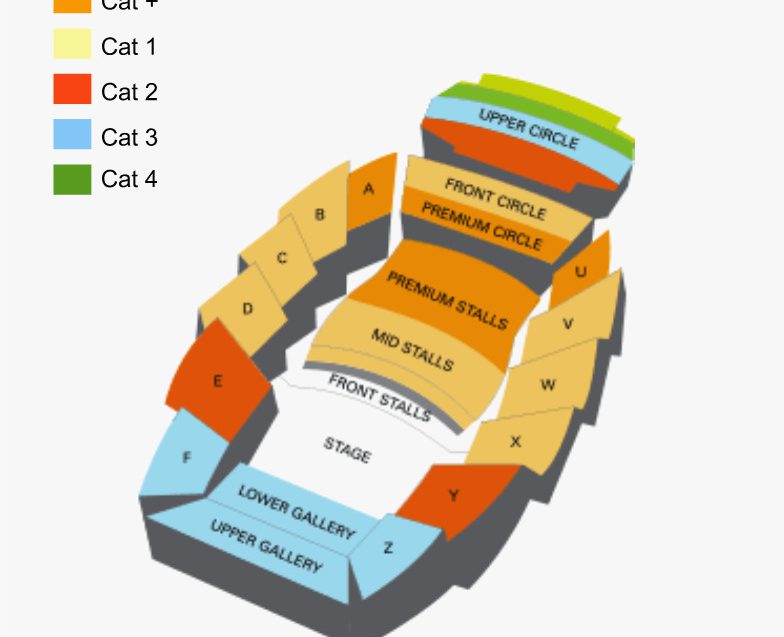 Cat +
Cat 1
Cat 2
Cat 3
Cat 4
UPPER CIRCLE
A
FRONT CIRCLE
B
PREMIUM CIRCLE
C
U
PREMIUM STALLS
D
V
MID STALLS
E
W
FRONT STALLS
X
STAGE
F
Y
LOWER GALLERY
UPPER GALLERY
Z